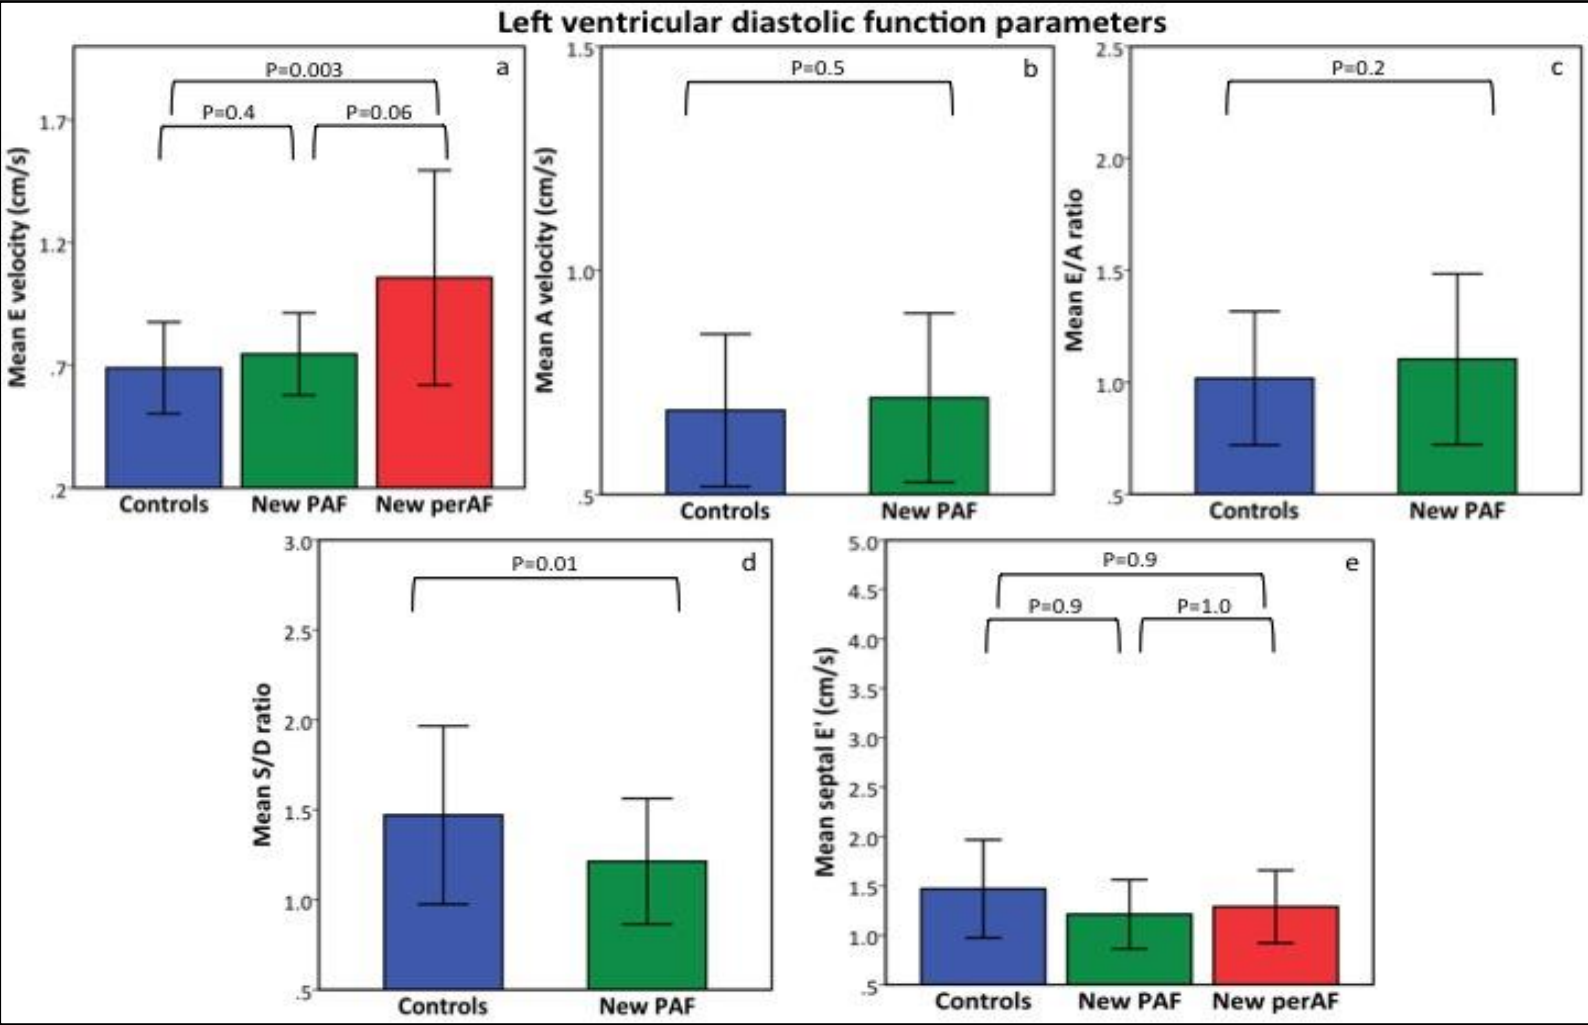 Left ventricular diastolic function parameters
a
P=0.003
P=0.4
P=0.06
Mean E velocity (cm/s)
1.7
1.2
.7
.2
Controls
New PAF
New perAF
b
P=0.5
Mean A velocity (cm/s)
1.5
1.0
.5
Controls
New PAF
c
P=0.2
Mean E/A ratio
2.5
2.0
1.5
1.0
.5
Controls
New PAF
d
P=0.01
Mean S/D ratio
3.0
2.5
2.0
1.5
1.0
.5
Controls
New PAF
e
P=0.9
P=0.9
P=1.0
Mean septal E' (cm/s)
5.0
4.5
4.0
3.5
3.0
2.5
2.0
1.5
1.0
.5
Controls
New PAF
New perAF